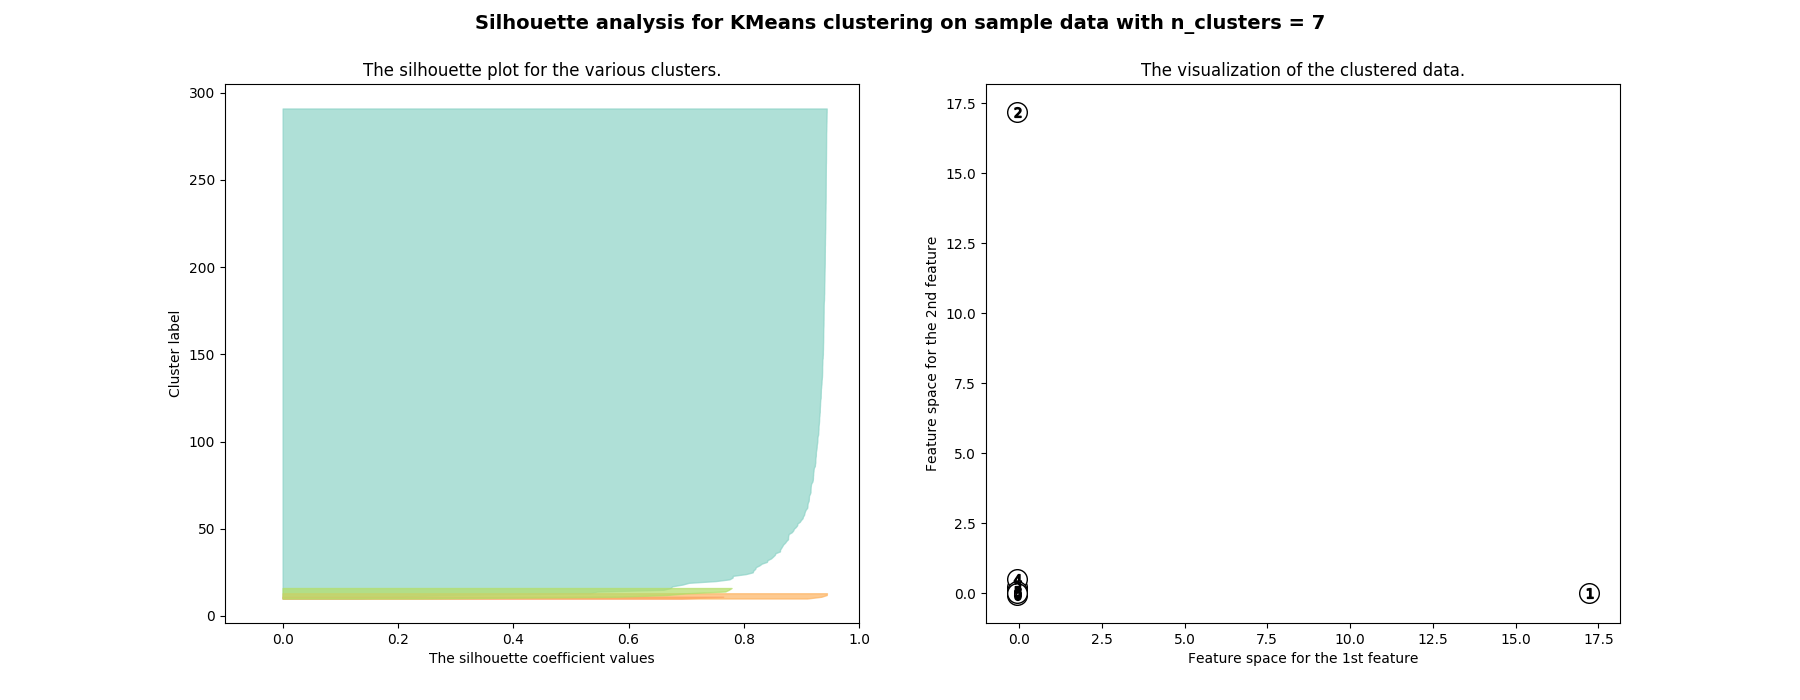 Silhouette analysis for KMeans clustering on sample data with n_clusters = 7
The silhouette plot for the various clusters.
300
250
200
150
100
50
0
Cluster label
0.0 0.2 0.4 0.6 0.8 1.0
The silhouette coefficient values
The visualization of the clustered data.
17.5
15.0
12.5
10.0
7.5
5.0
2.5
0.0
Feature space for the 2nd feature
2
4
1
0.0 2.5 5.0 7.5 10.0 12.5 15.0 17.5
Feature space for the 1st feature